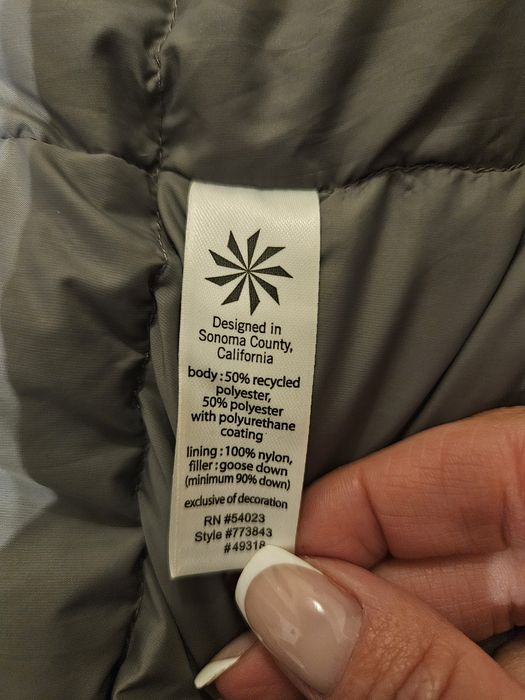 Designed in
Sonoma County,
California
body : 50% recycled
polyester,
50% polyester
with polyurethane
coating
lining : 100% nylon,
filler : goose down
(minimum 90% down)
exclusive of decoration
RN #54023
Style #773843
# 49318